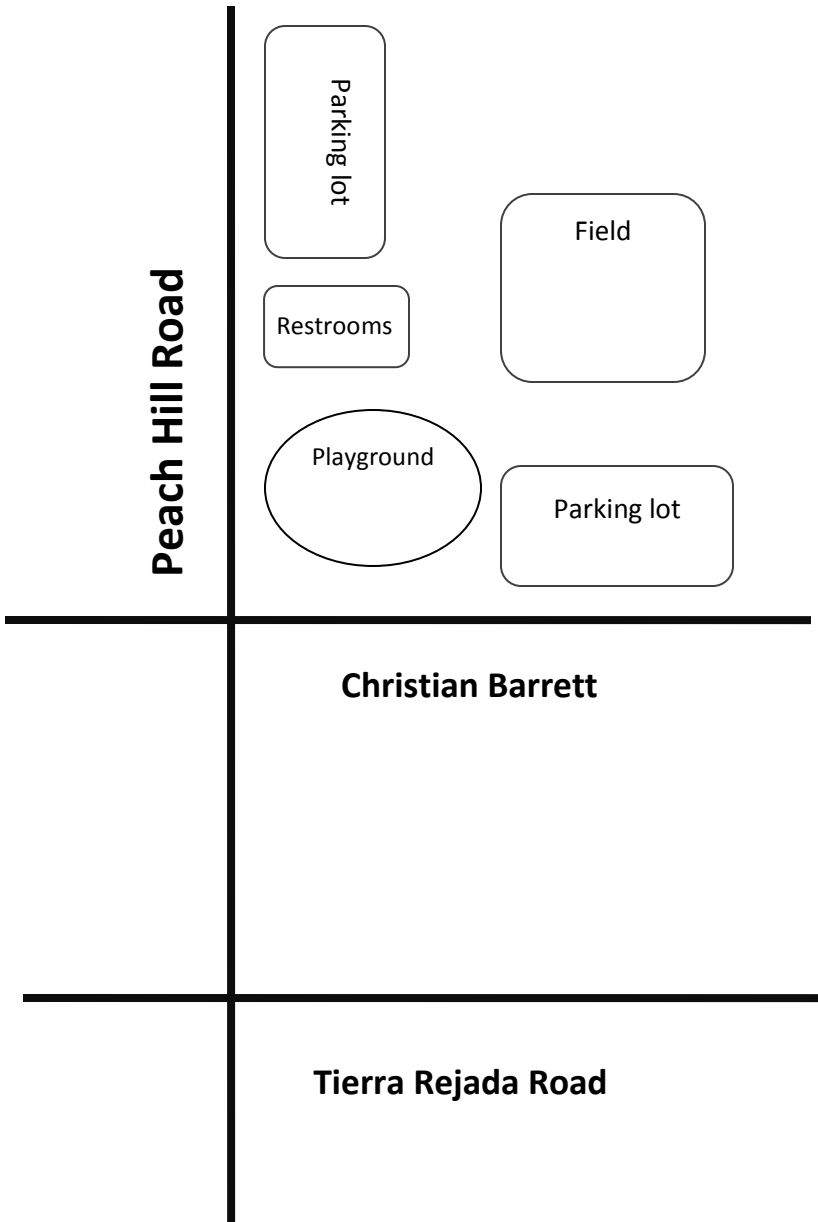 Parking lot
Field
Restrooms
Peach Hill Road
Playground
Parking lot
Christian Barrett
Tierra Rejada Road